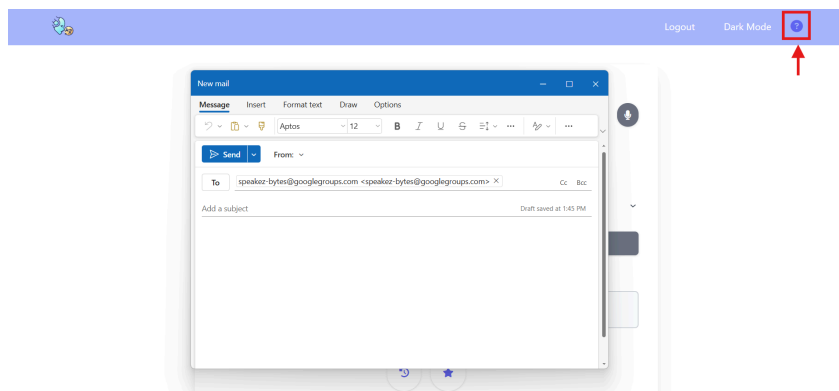 Logout Dark Mode ?
New mail
Message Insert Format text Draw Options
Aptos 12 B I U S
Send From:
To speakez-bytes@googlegroups.com <speakez-bytes@googlegroups.com> Cc Bcc
Add a subject Draft saved at 1:45 PM